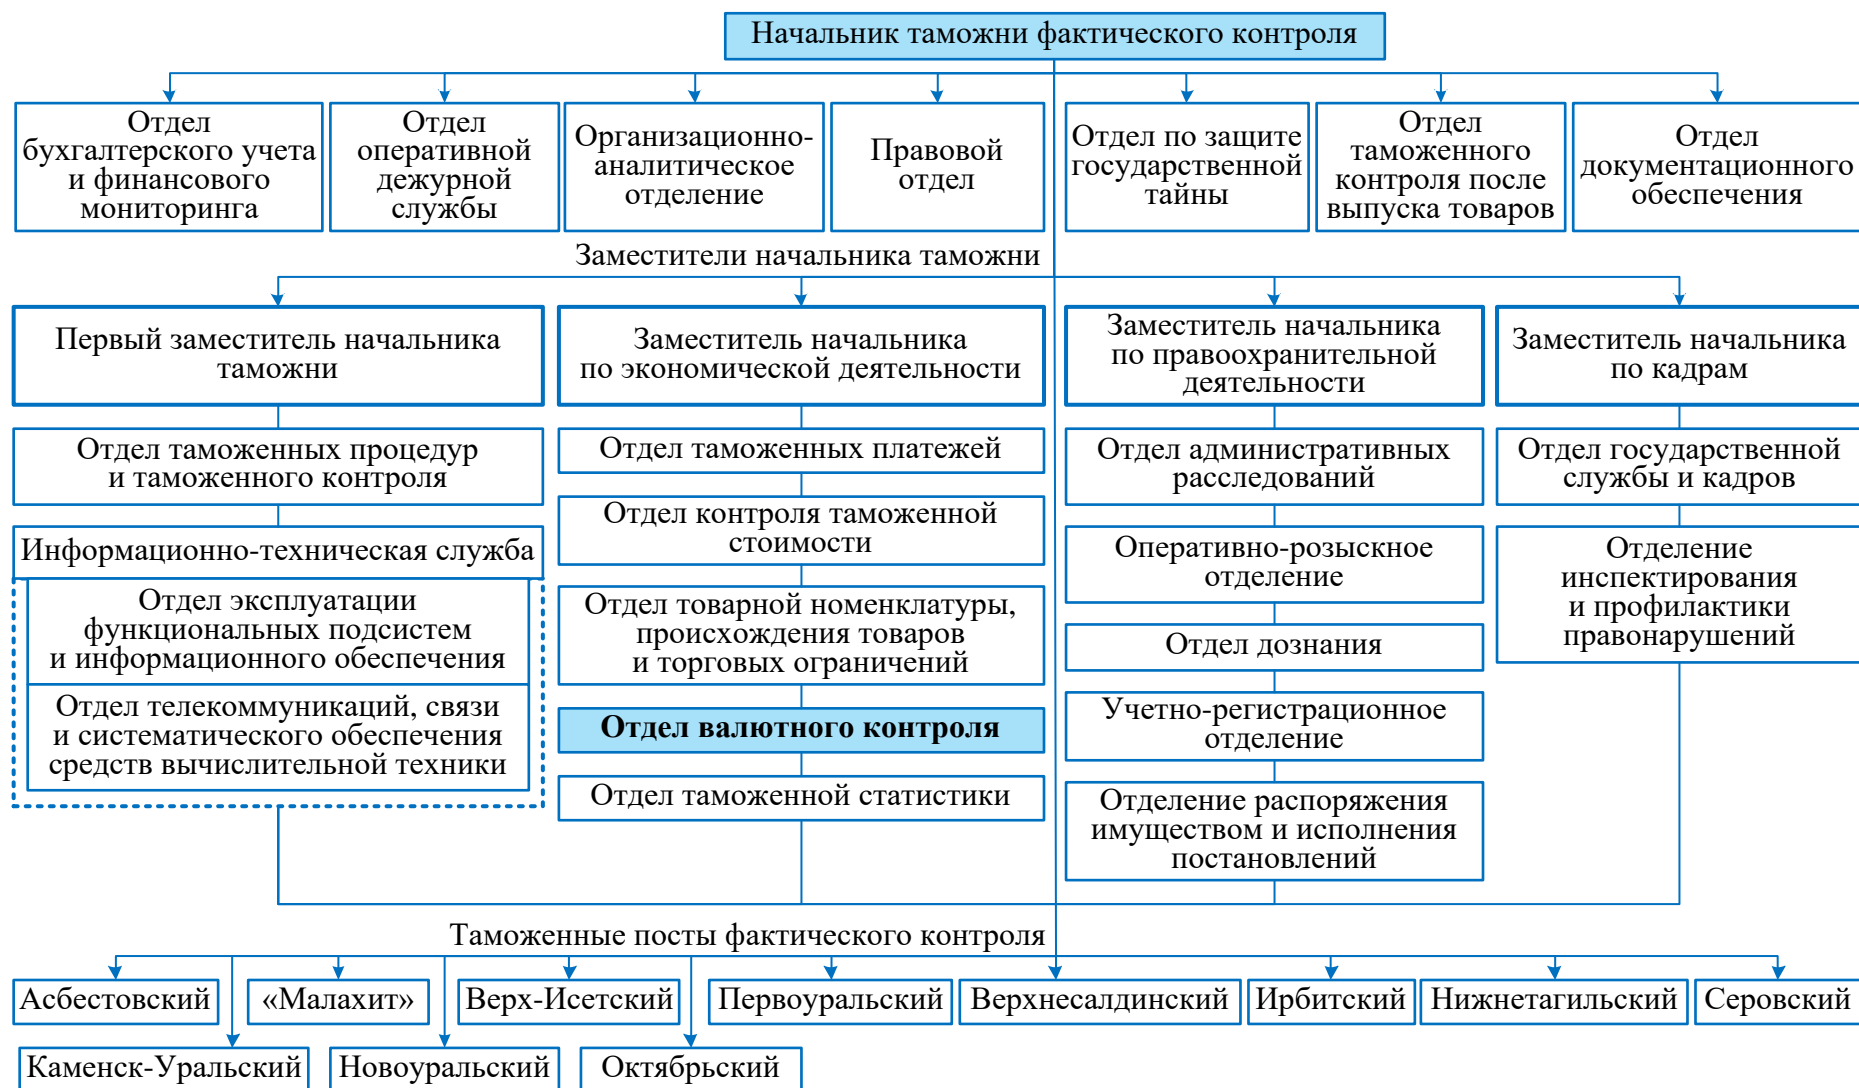 Начальник таможни фактического контроля
Отдел
бухгалтерского учета
и финансового
мониторинга
Отдел
оперативной
дежурной
службы
Организационно-
аналитическое
отделение
Правовой
отдел
Отдел по защите
государственной
тайны
Отдел
таможенного
контроля после
выпуска товаров
Отдел
документационного
обеспечения
Заместители начальника таможни
Первый заместитель начальника
таможни
Заместитель начальника
по экономической деятельности
Заместитель начальника
по правоохранительной
деятельности
Заместитель начальника
по кадрам
Отдел таможенных процедур
и таможенного контроля
Информационно-техническая служба
Отдел эксплуатации
функциональных подсистем
и информационного обеспечения
Отдел телекоммуникаций, связи
и систематического обеспечения
средств вычислительной техники
Отдел таможенных платежей
Отдел контроля таможенной
стоимости
Отдел товарной номенклатуры,
происхождения товаров
и торговых ограничений
Отдел валютного контроля
Отдел таможенной статистики
Отдел административных
расследований
Оперативно-розыскное
отделение
Отдел дознания
Учетно-регистрационное
отделение
Отделение распоряжения
имуществом и исполнения
постановлений
Отдел государственной
службы и кадров
Отделение
инспектирования
и профилактики
правонарушений
Таможенные посты фактического контроля
Асбестовский
«Малахит»
Верх-Исетский
Первоуральский
Верхнесалдинский
Ирбитский
Нижнетагильский
Серовский
Каменск-Уральский
Новоуральский
Октябрьский